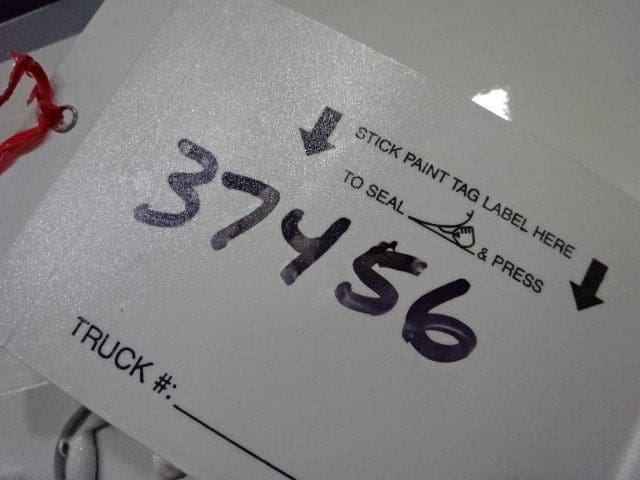 STICK PAINT TAG LABEL HERE
TO SEAL & PRESS
37456
TRUCK #: